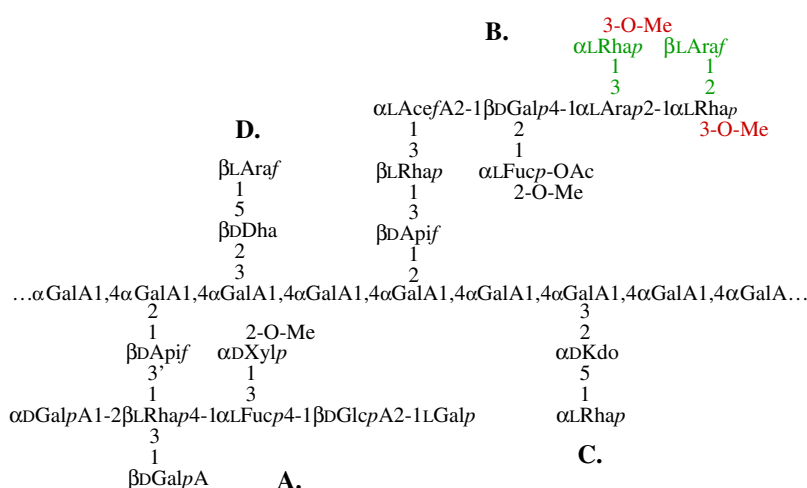 3-O-Me
B.
αLRhap βLAraf
1 1
3 2
αLAcefA2-1βDGalp4-1αLArap2-1αLRhap
D.
1 2 3-O-Me
3 1
βLAraf βLRhap αLFucp-OAc
1 1 2-O-Me
5 3
βDDha βDApif
2 1
3 2
…αGalA1,4αGalA1,4αGalA1,4αGalA1,4αGalA1,4αGalA1,4αGalA1,4αGalA1,4αGalA1,4αGalA…
2 3
1 2-O-Me 2
βDApif αDXylp αDKdo
3’ 1 5
1 3 1
αDGalpA1-2βLRhap4-1αLFucp4-1βDGlcpA2-1LGalp αLRhap
3
1 C.
βDGalpA A.